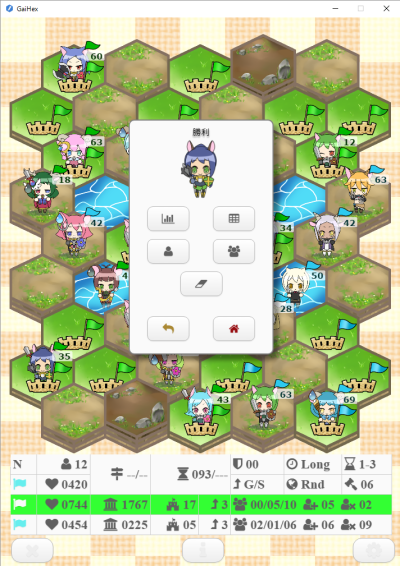 GaiHex
60
63
12
18
63
勝利
42
34
42
4
50
28
35
43
63
69
N 12 --/-- 093/--- 00 Long 1-3
0420 G/S Rnd 06
0744 1767 17 3 00/05/10 05 02
0454 0225 05 3 02/01/06 06 09